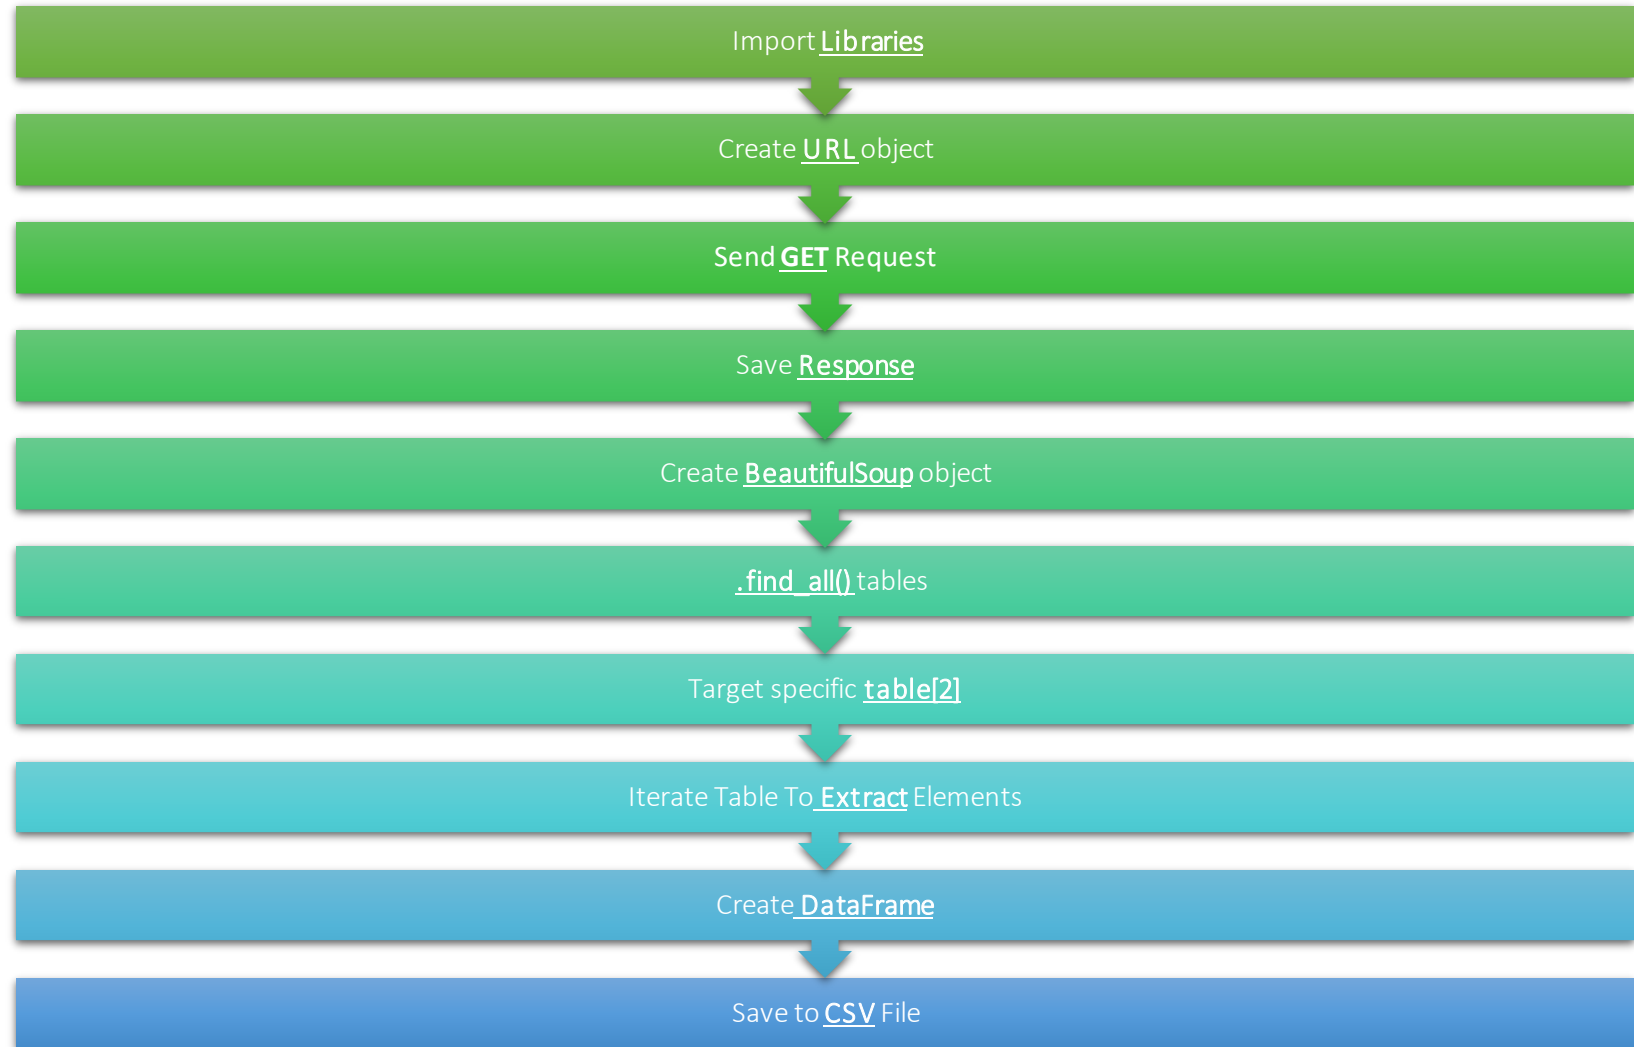 Import Libraries
Create URL object
Send GET Request
Save Response
Create BeautifulSoup object
.find_all() tables
Target specific table[2]
Iterate Table To Extract Elements
Create DataFrame
Save to CSV File